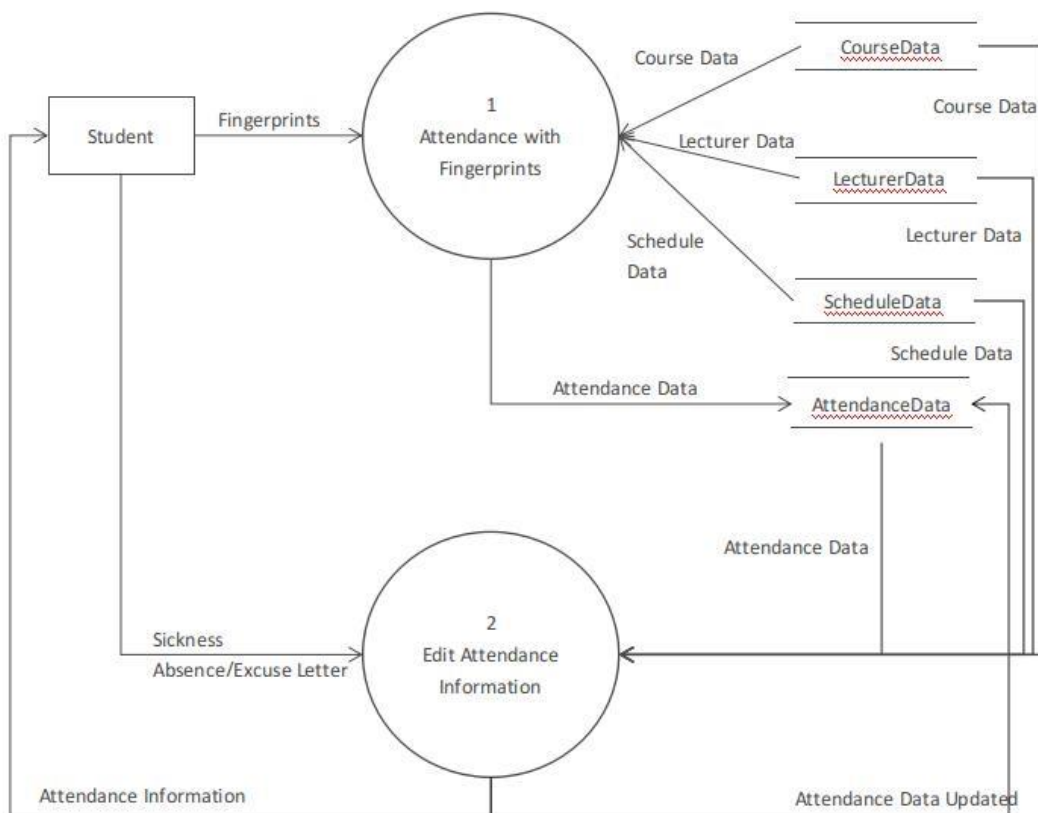 Course Data
CourseData
1
Attendance with
Fingerprints
Student
Fingerprints
Course Data
Lecturer Data
LecturerData
Schedule
Data
Lecturer Data
ScheduleData
Schedule Data
Attendance Data
AttendanceData
Attendance Data
2
Edit Attendance
Information
Sickness
Absence/Excuse Letter
Attendance Information
Attendance Data Updated